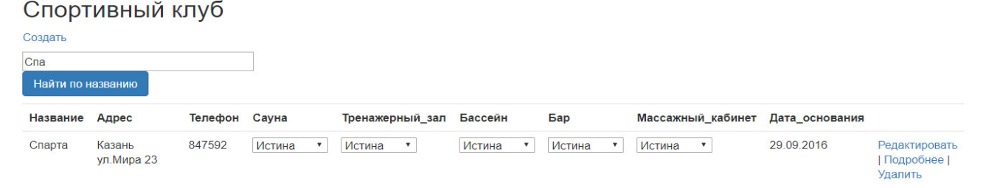 Спортивный клуб
Создать
Спа
Найти по названию
Название Адрес Телефон Сауна Тренажерный_зал Бассейн Бар Массажный_кабинет Дата_основания
Спарта Казань 847592 Истина Истина Истина Истина Истина 29.09.2016 Редактировать
ул.Мира 23 | Подробнее |
Удалить